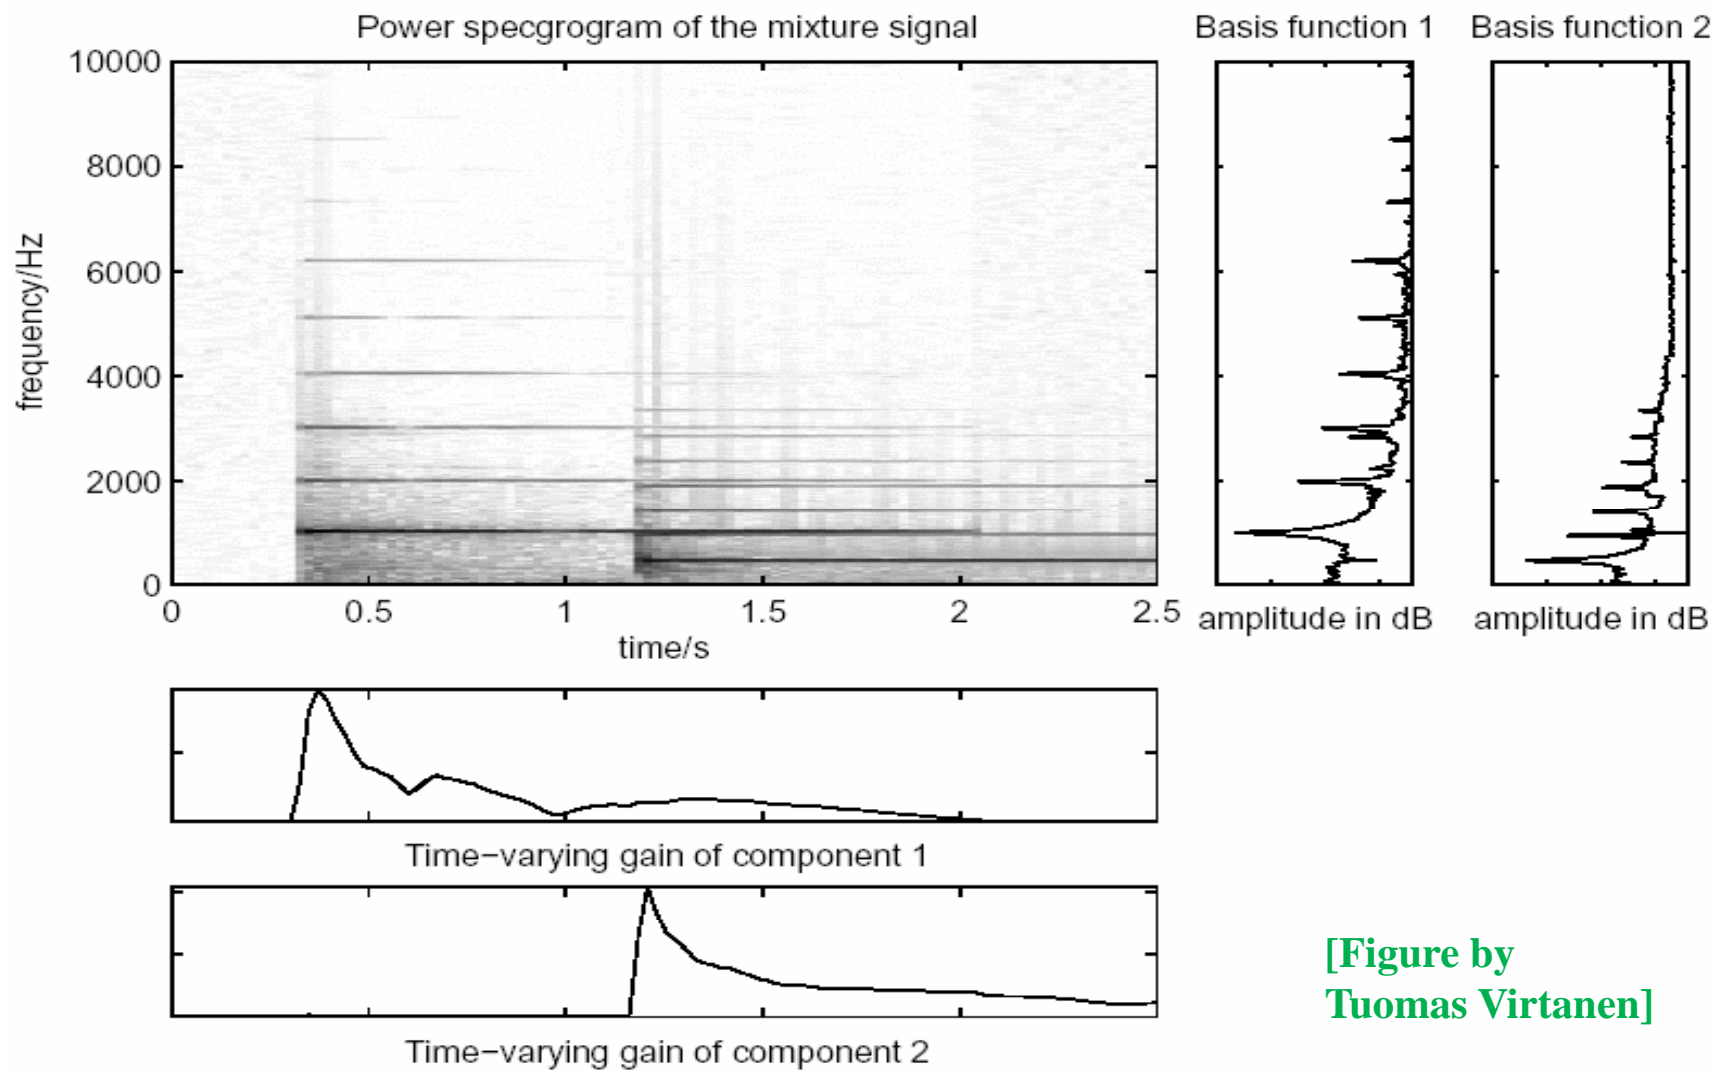 Power specgrogram of the mixture signal
Basis function 1
Basis function 2
10000
8000
6000
4000
2000
0
frequency/Hz
0 0.5 1 1.5 2 2.5
time/s
amplitude in dB
amplitude in dB
Time-varying gain of component 1
Time-varying gain of component 2
[Figure by
Tuomas Virtanen]